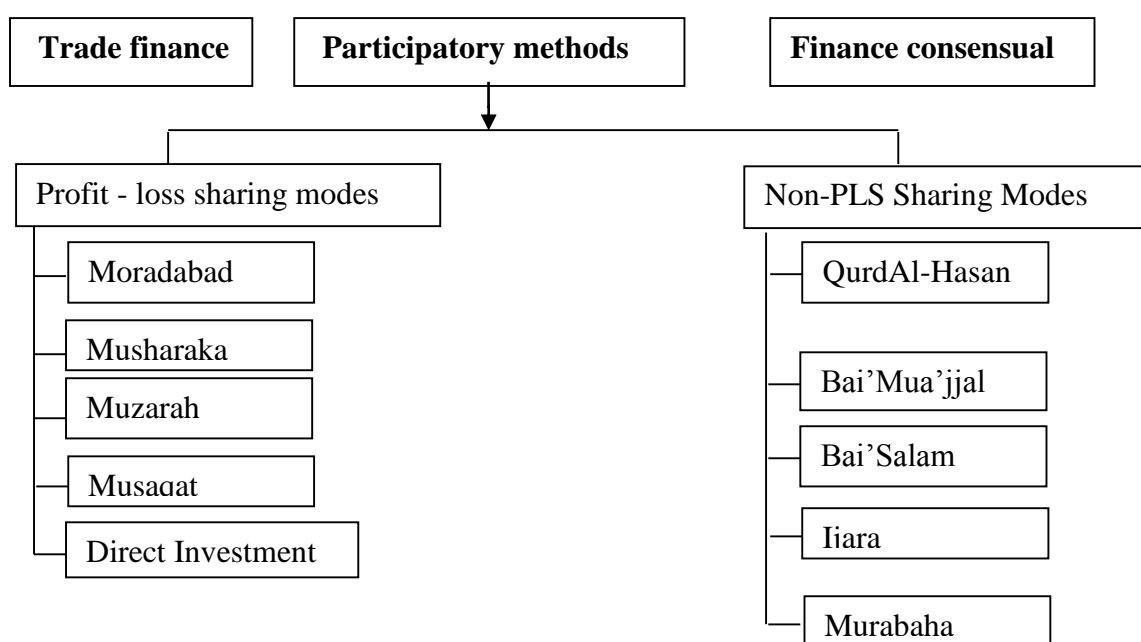 Trade finance
Participatory methods
Finance consensual
Profit - loss sharing modes
Moradabad
Musharaka
Muzarah
Musaqat
Direct Investment
Non-PLS Sharing Modes
QurdAl-Hasan
Bai’Mua’jjal
Bai’Salam
Ijara
Murabaha